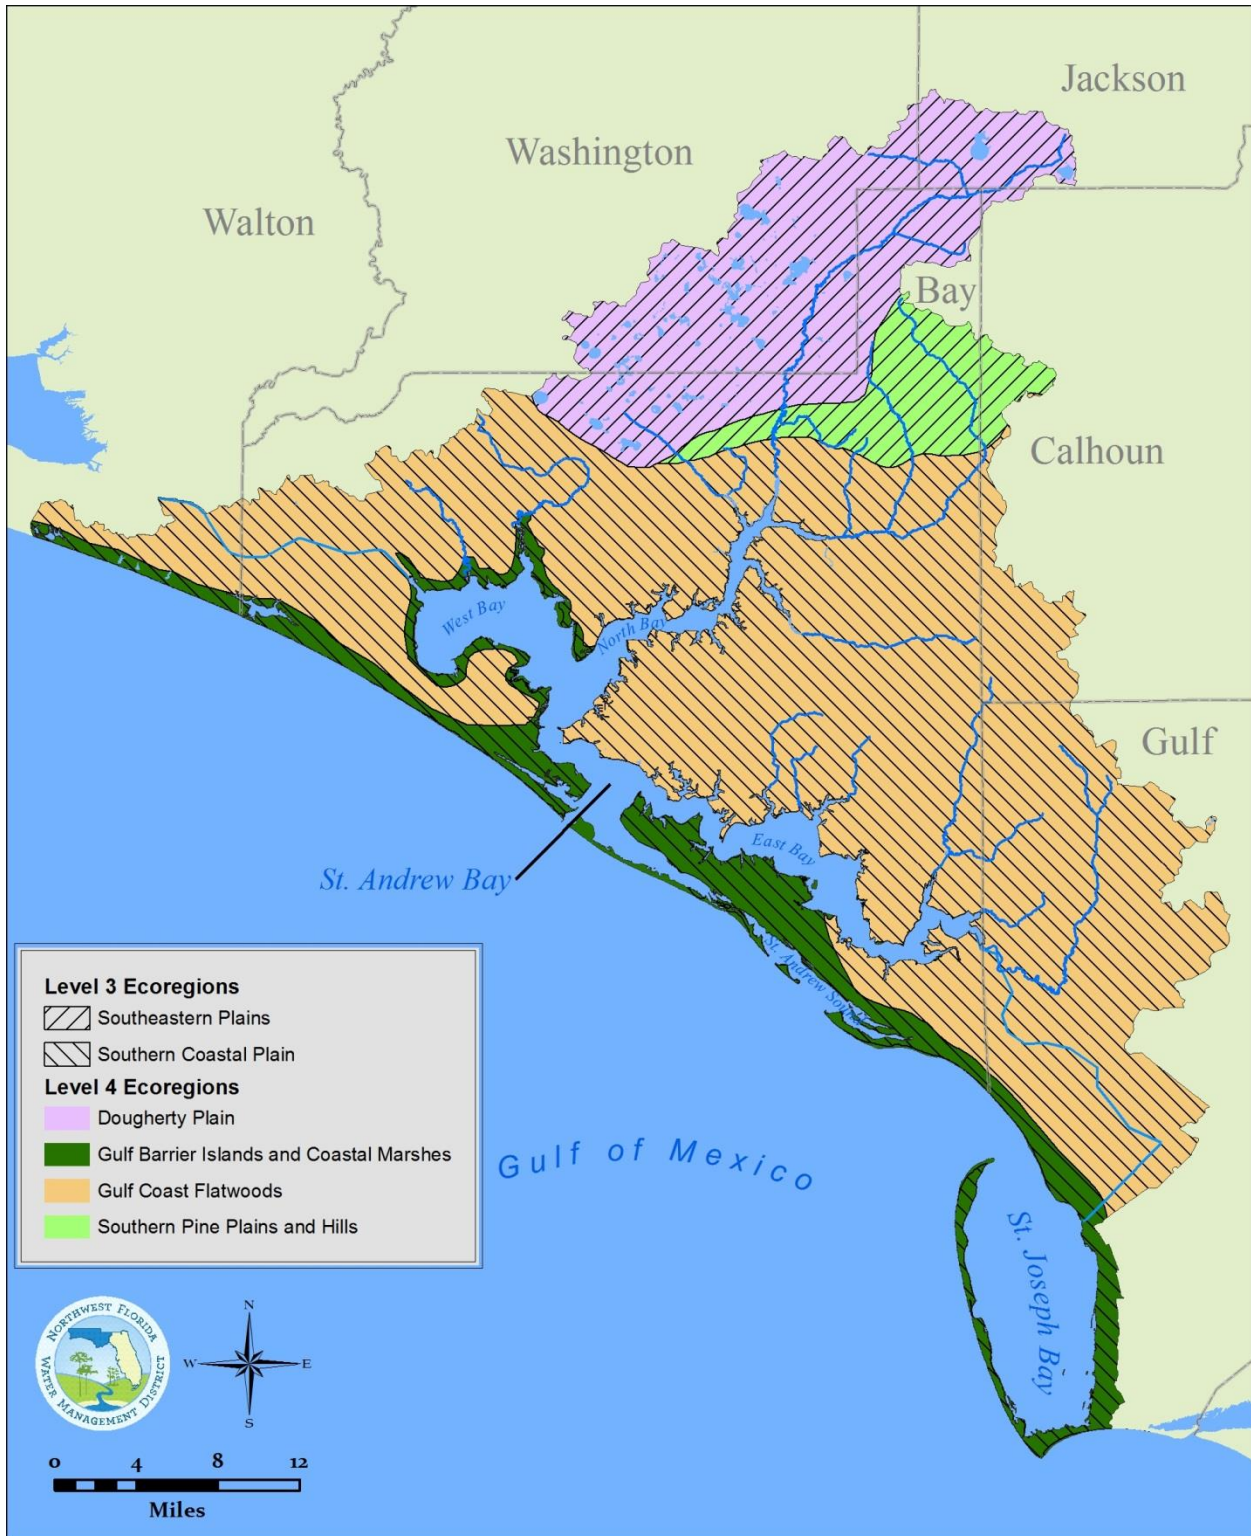 Jackson
Washington
Walton
Bay
Calhoun
West Bay
North Bay
Gulf
East Bay
St. Andrew Bay
St. Andrew Sound
Level 3 Ecoregions
Southeastern Plains
Southern Coastal Plain
Level 4 Ecoregions
Dougherty Plain
Gulf Barrier Islands and Coastal Marshes
Gulf Coast Flatwoods
Southern Pine Plains and Hills
Gulf of Mexico
St. Joseph Bay
NORTHWEST FLORIDA
WATER MANAGEMENT DISTRICT
N
W E
S
0 4 8 12
Miles